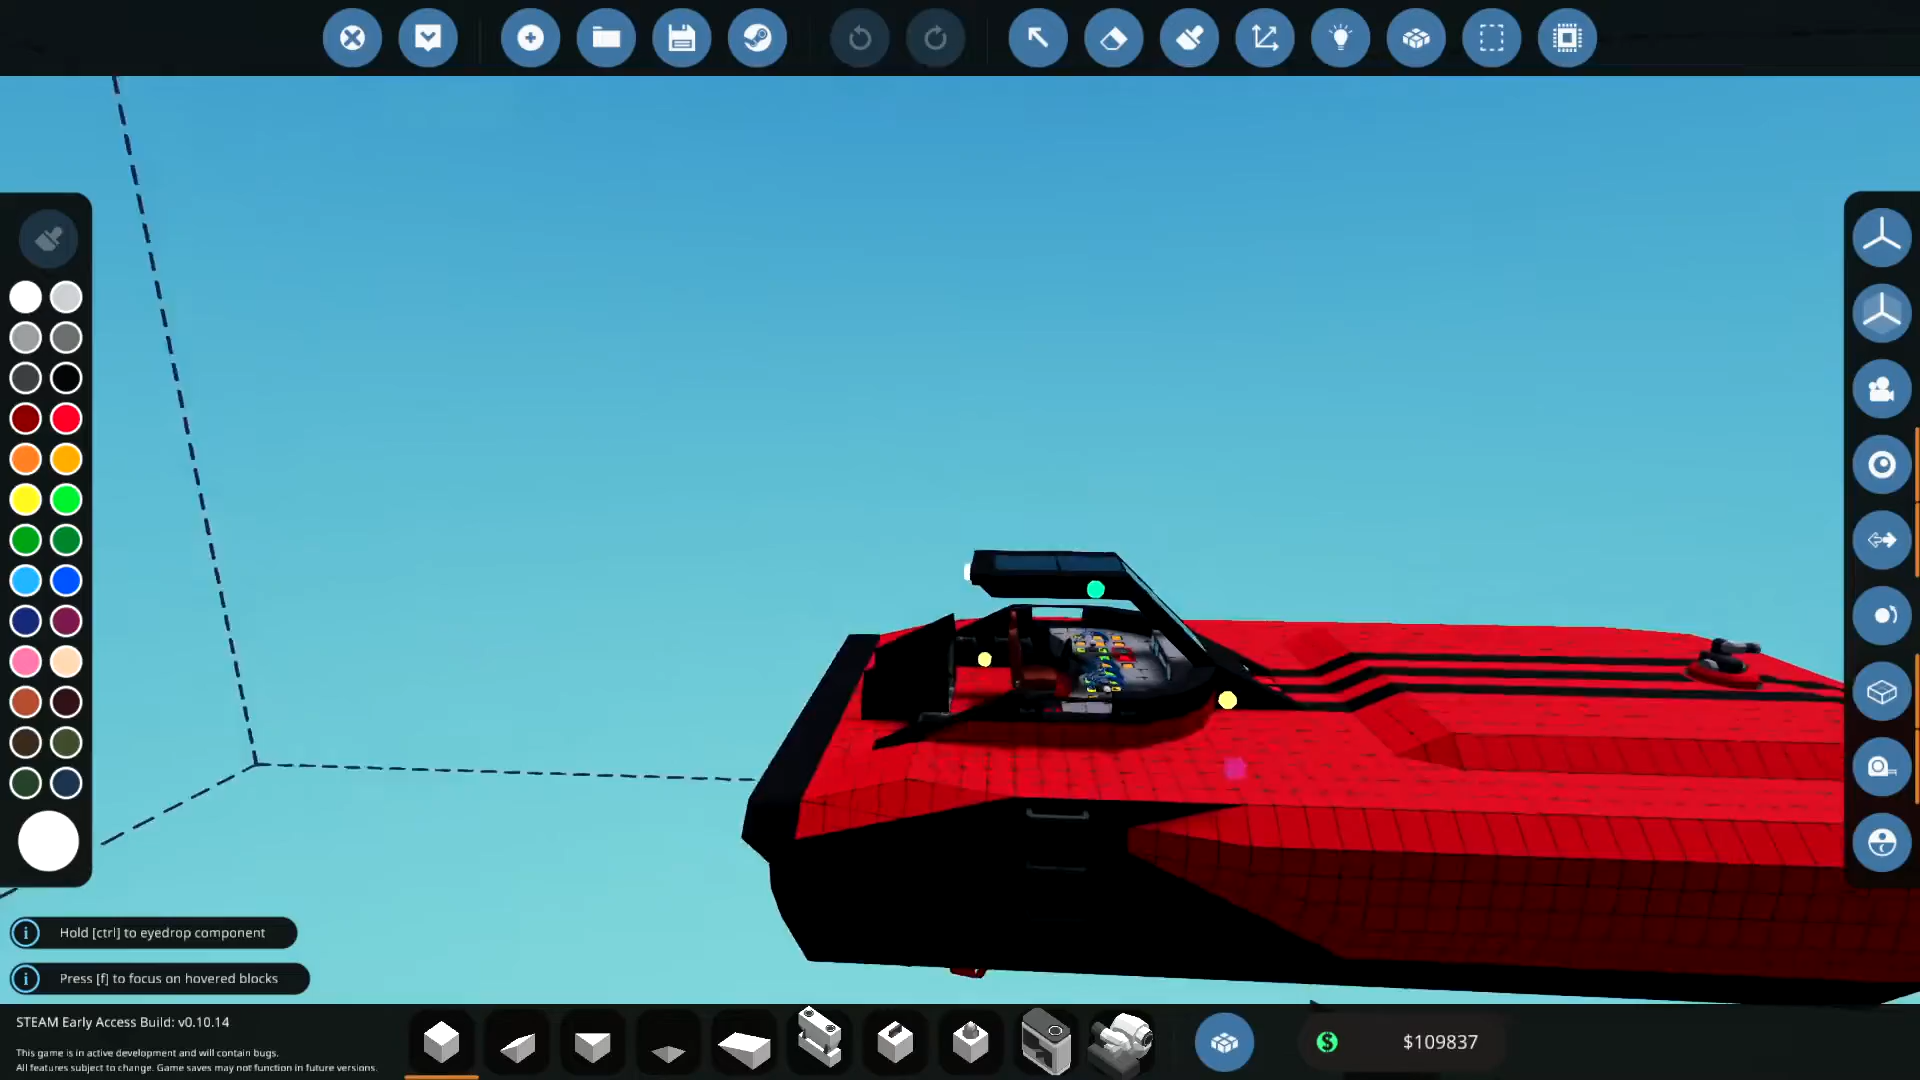 Hold [ctrl] to eyedrop component
Press [f] to focus on hovered blocks
STEAM Early Access Build: v0.10.14
This game is in active development and will contain bugs.
All features subject to change. Game saves may not function in future versions.
$109837